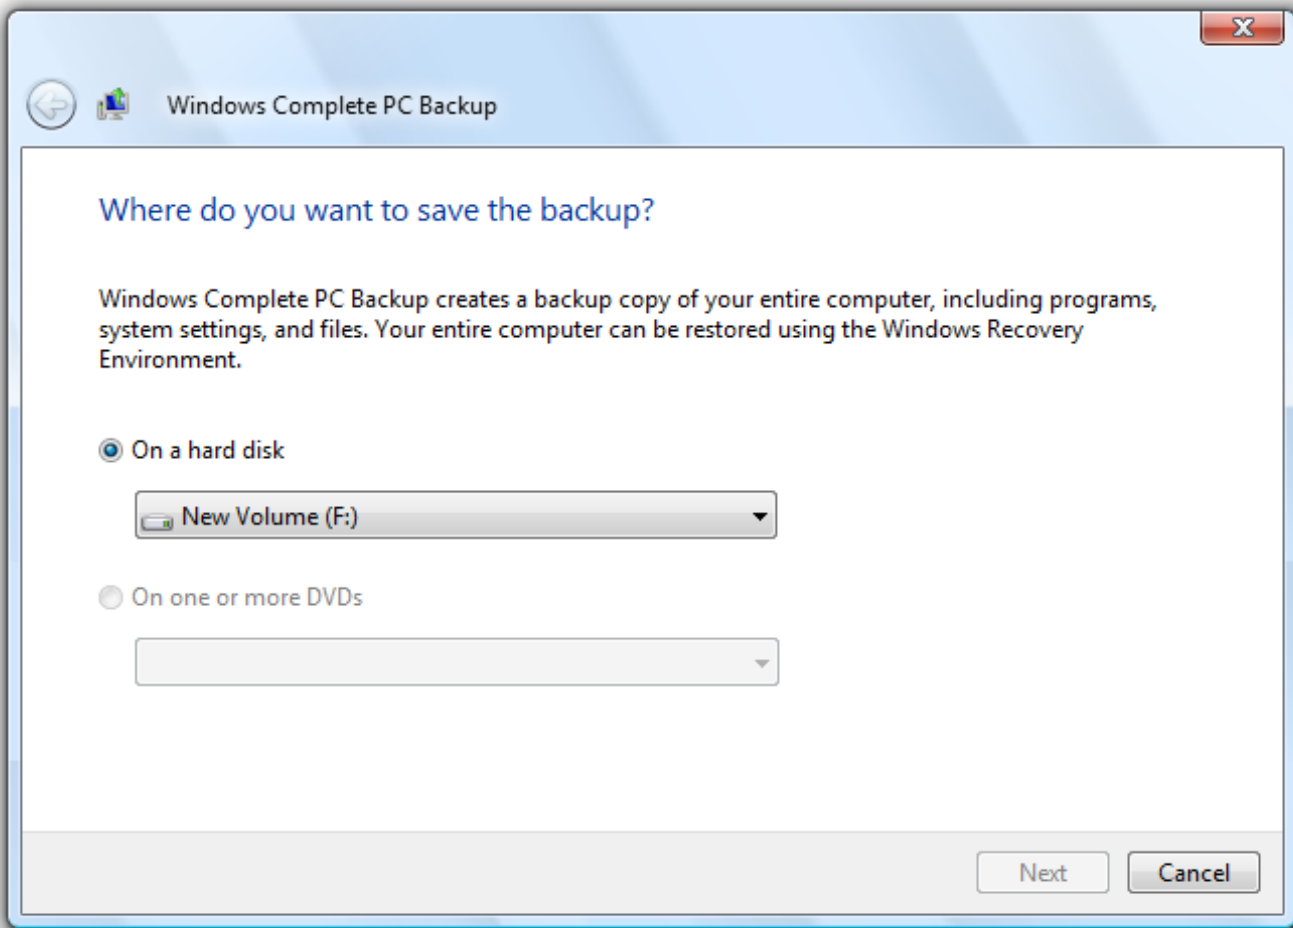 Windows Complete PC Backup
Where do you want to save the backup?
Windows Complete PC Backup creates a backup copy of your entire computer, including programs,
system settings, and files. Your entire computer can be restored using the Windows Recovery
Environment.
On a hard disk
New Volume (F:)
On one or more DVDs
Next
Cancel